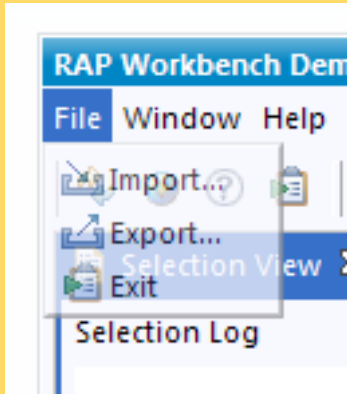 RAP Workbench Dem
File Window Help
Import...
Export...
Selection View
Exit
Selection Log